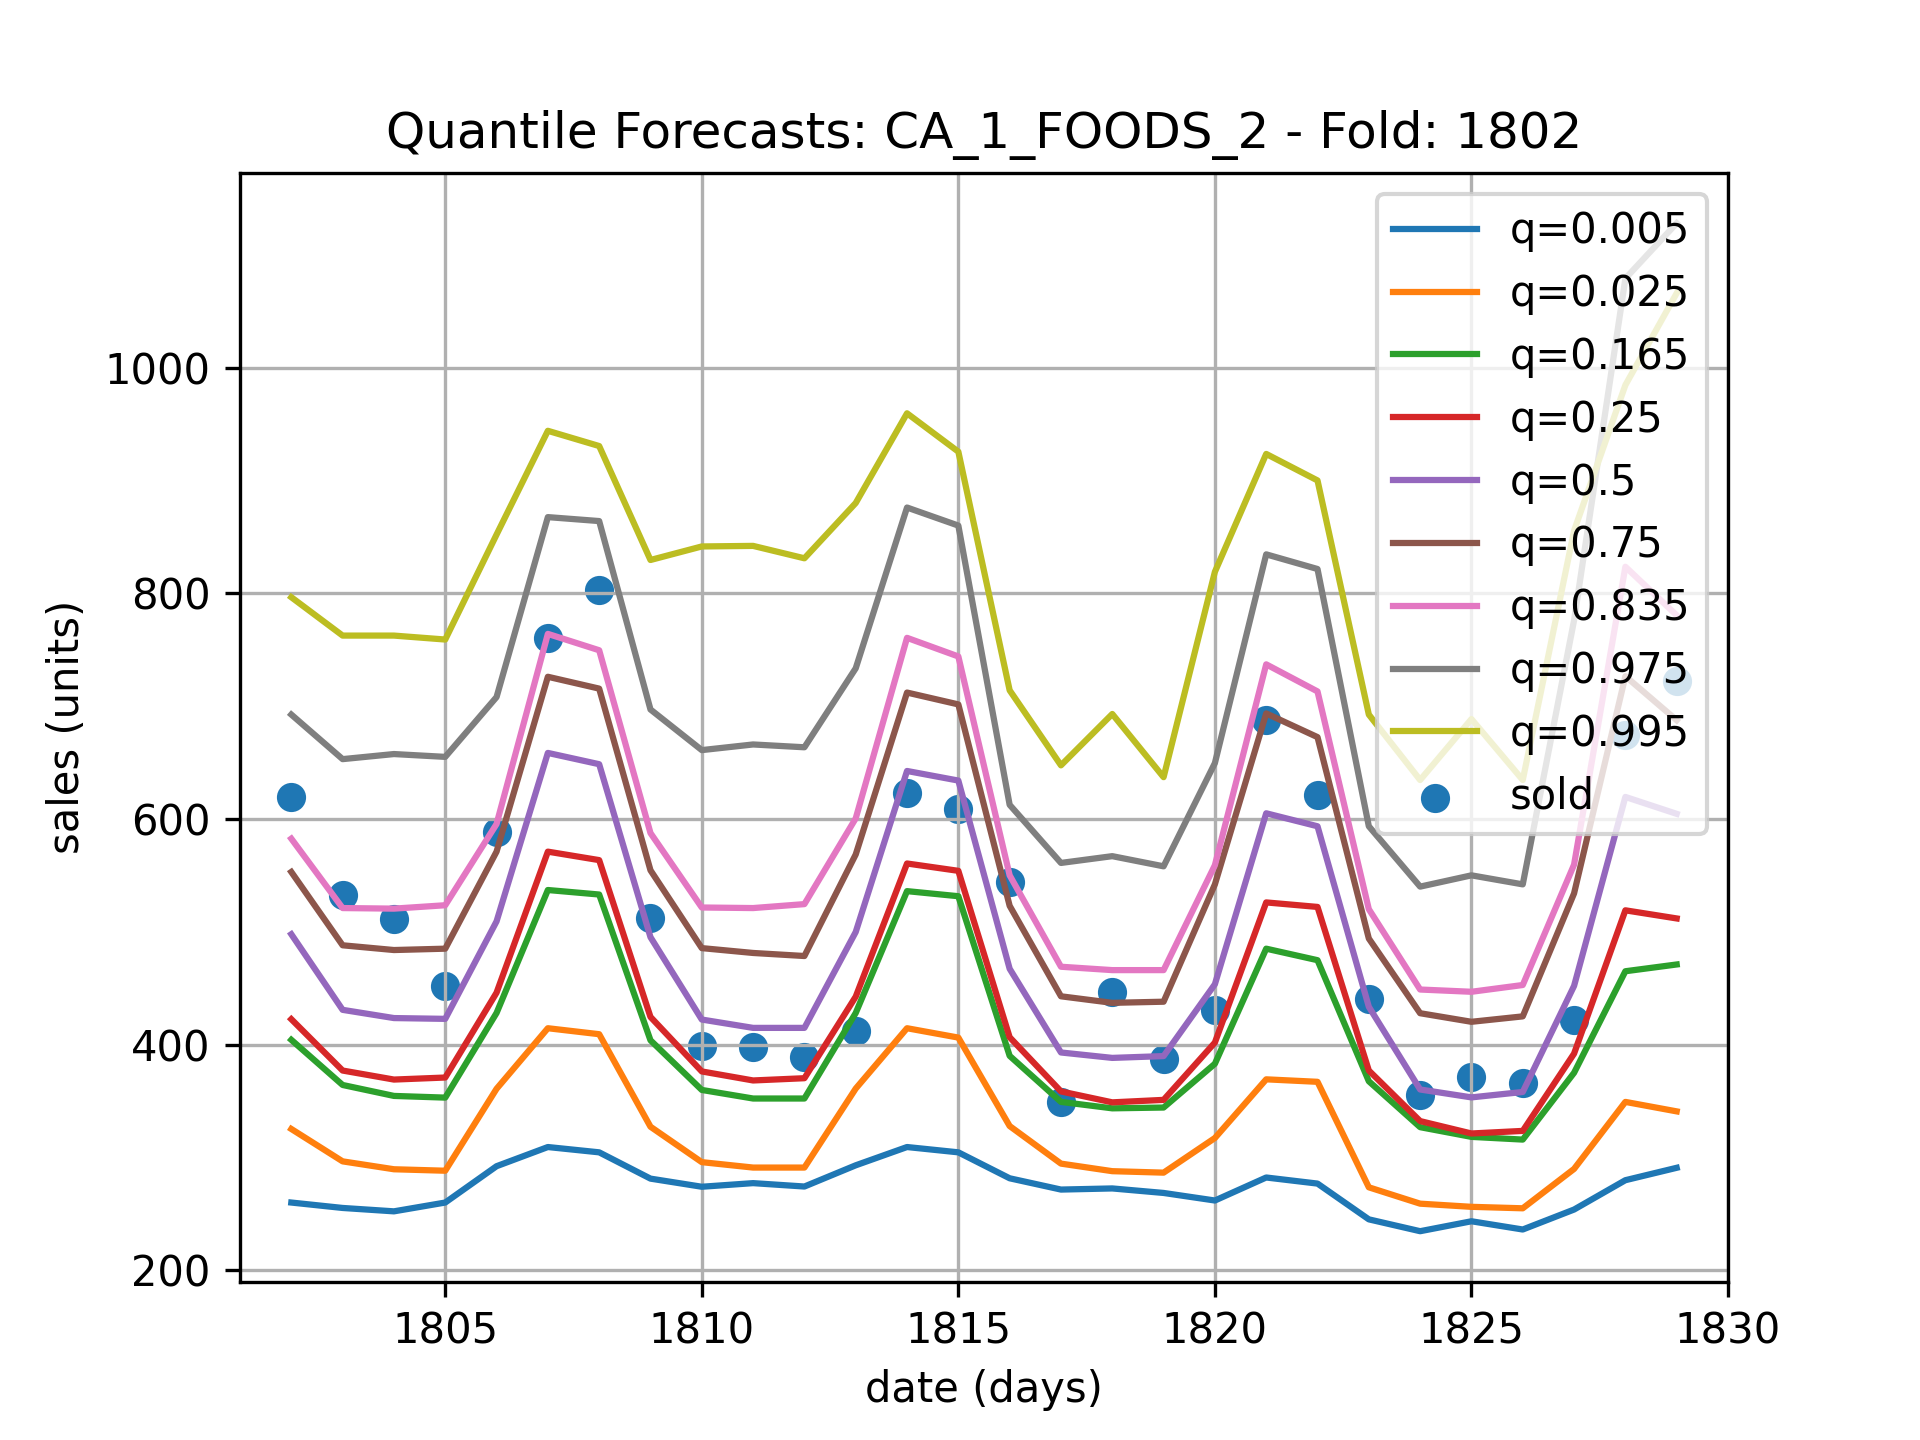 Quantile Forecasts: CA_1_FOODS_2 - Fold: 1802
q=0.005
q=0.025
q=0.165
q=0.25
q=0.5
q=0.75
q=0.835
q=0.975
q=0.995
sold
1000
800
600
400
200
sales (units)
1805 1810 1815 1820 1825 1830
date (days)